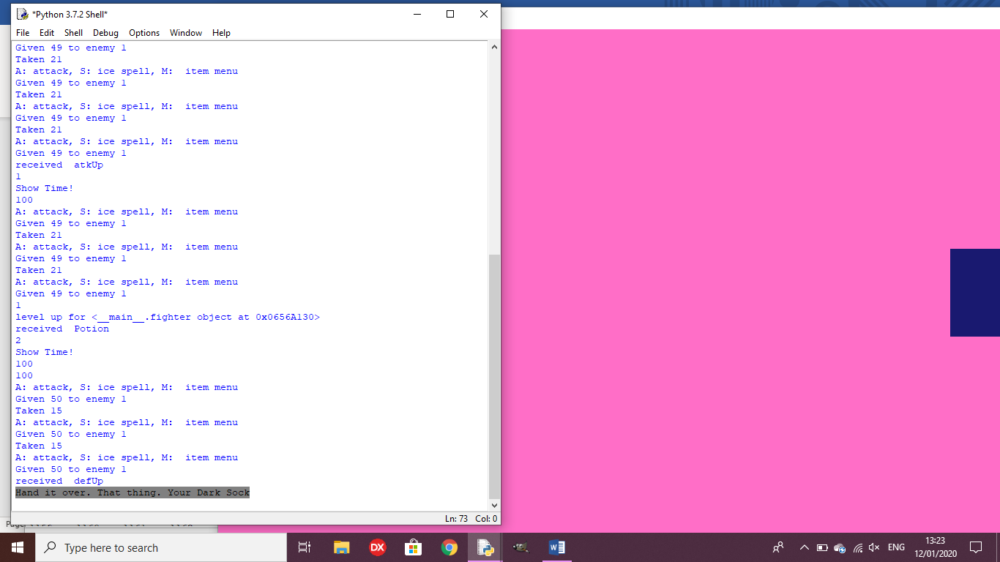 *Python 3.7.2 Shell*
File Edit Shell Debug Options Window Help
Given 49 to enemy 1
Taken 21
A: attack, S: ice spell, M:  item menu
Given 49 to enemy 1
Taken 21
A: attack, S: ice spell, M:  item menu
Given 49 to enemy 1
Taken 21
A: attack, S: ice spell, M:  item menu
Given 49 to enemy 1
received  atkUp
1
Show Time!
100
A: attack, S: ice spell, M:  item menu
Given 49 to enemy 1
Taken 21
A: attack, S: ice spell, M:  item menu
Given 49 to enemy 1
Taken 21
A: attack, S: ice spell, M:  item menu
Given 49 to enemy 1
1
level up for <__main__.fighter object at 0x0656A130>
received  Potion
2
Show Time!
100
100
A: attack, S: ice spell, M:  item menu
Given 50 to enemy 1
Taken 15
A: attack, S: ice spell, M:  item menu
Given 50 to enemy 1
Taken 15
A: attack, S: ice spell, M:  item menu
Given 50 to enemy 1
received  defUp
Hand it over. That thing. Your Dark Sock
Ln: 73 Col: 0
Page
Type here to search
DX
W
ENG
13:23
12/01/2020